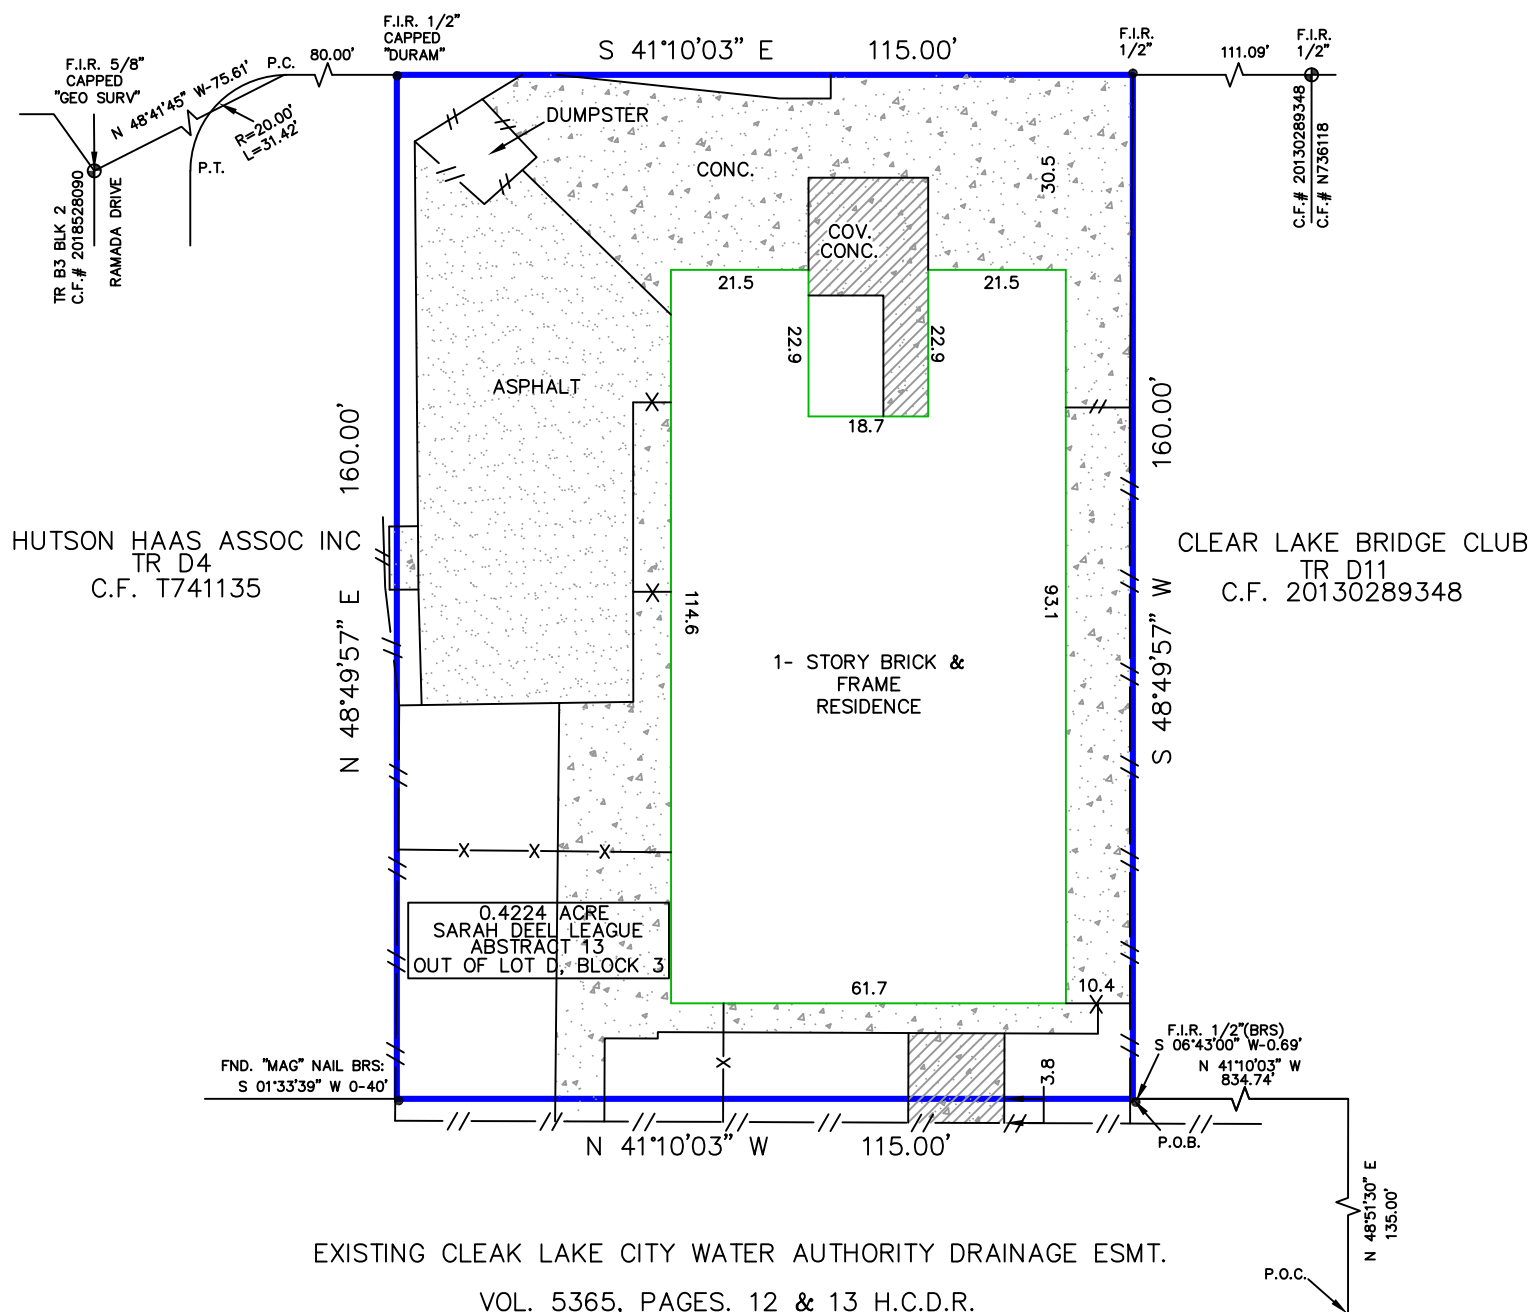 F.I.R. 5/8"
CAPPED
"GEO SURV"
N 48°41'45" W-75.61'
P.C.
80.00'
R=20.00'
L=31.42'
P.T.
TR B3 BLK 2
C.F.# 2018528090
RAMADA DRIVE
F.I.R. 1/2"
CAPPED
"DURAM"
S 41°10'03" E 115.00'
F.I.R.
1/2"
111.09'
F.I.R.
1/2"
C.F.# 20130289348
C.F.# N736118
DUMPSTER
CONC.
30.5
COV.
CONC.
21.5
21.5
22.9
22.9
18.7
ASPHALT
N 48°49'57" E 160.00'
S 48°49'57" W 160.00'
HUTSON HAAS ASSOC INC
TR D4
C.F. T741135
CLEAR LAKE BRIDGE CLUB
TR D11
C.F. 20130289348
114.6
93.1
1- STORY BRICK &
FRAME
RESIDENCE
0.4224 ACRE
SARAH DEEL LEAGUE
ABSTRACT 13
OUT OF LOT D, BLOCK 3
61.7
10.4
FND. "MAG" NAIL BRS:
S 01°33'39" W 0-40'
3.8
F.I.R. 1/2"(BRS)
S 06°43'00" W-0.69'
N 41°10'03" W
834.74'
P.O.B.
N 41°10'03" W 115.00'
N 48°51'30" E
135.00'
P.O.C.
EXISTING CLEAK LAKE CITY WATER AUTHORITY DRAINAGE ESMT.
VOL. 5365, PAGES. 12 & 13 H.C.D.R.